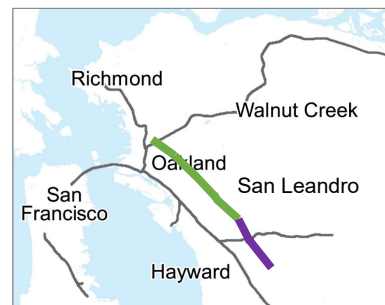 Richmond
Walnut Creek
Oakland
San Leandro
San
Francisco
Hayward